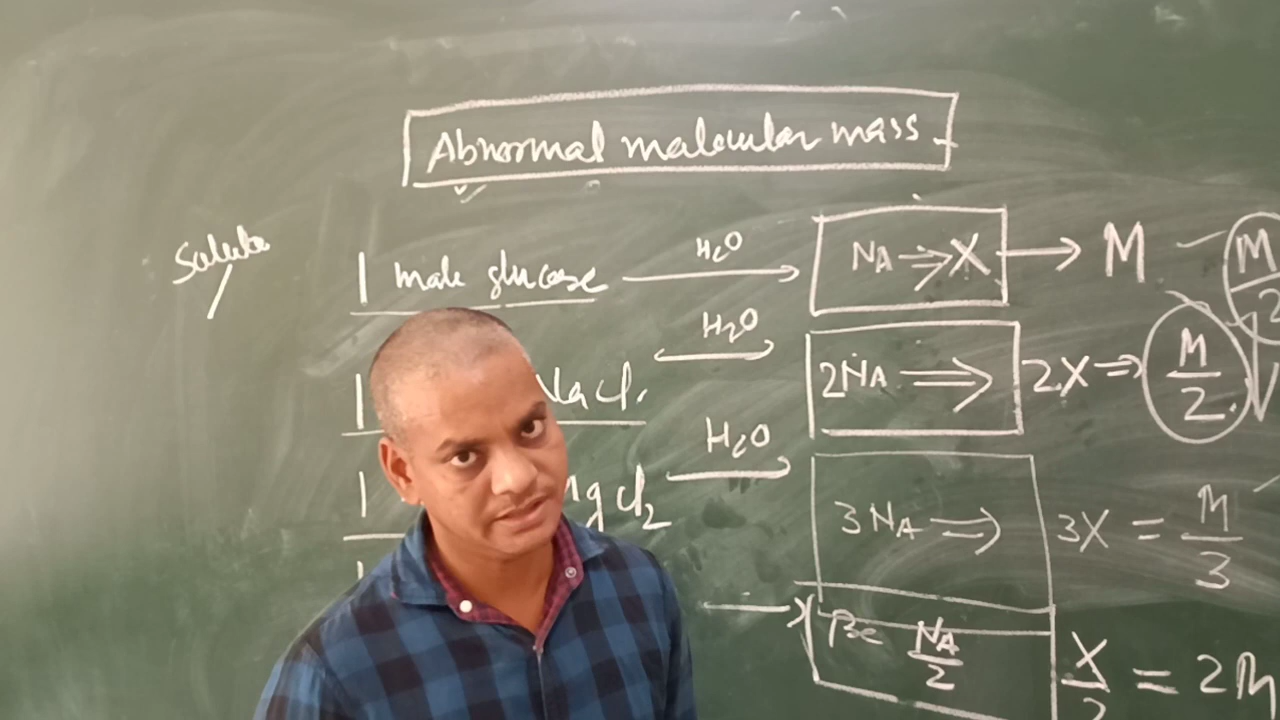 Abnormal molecular mass
Solute
1 mole glucose H2O NA ⇒ X → M M/2
1 NaCl. H2O 2NA ⇒ 2X ⇒ M/2
1 MgCl2 H2O 3NA ⇒ 3X = M/3
1 → NA/2 X/2 = 2M